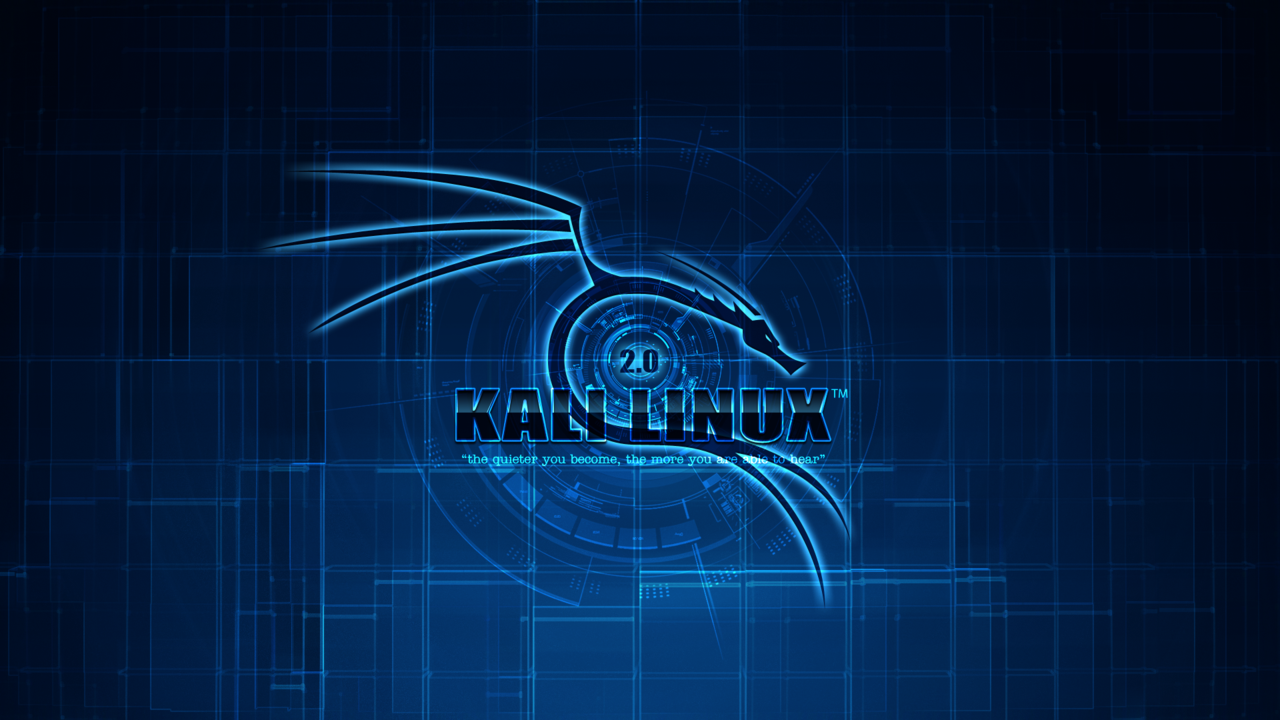 2.0
KALI LINUX™
“the quieter you become, the more you are able to hear”